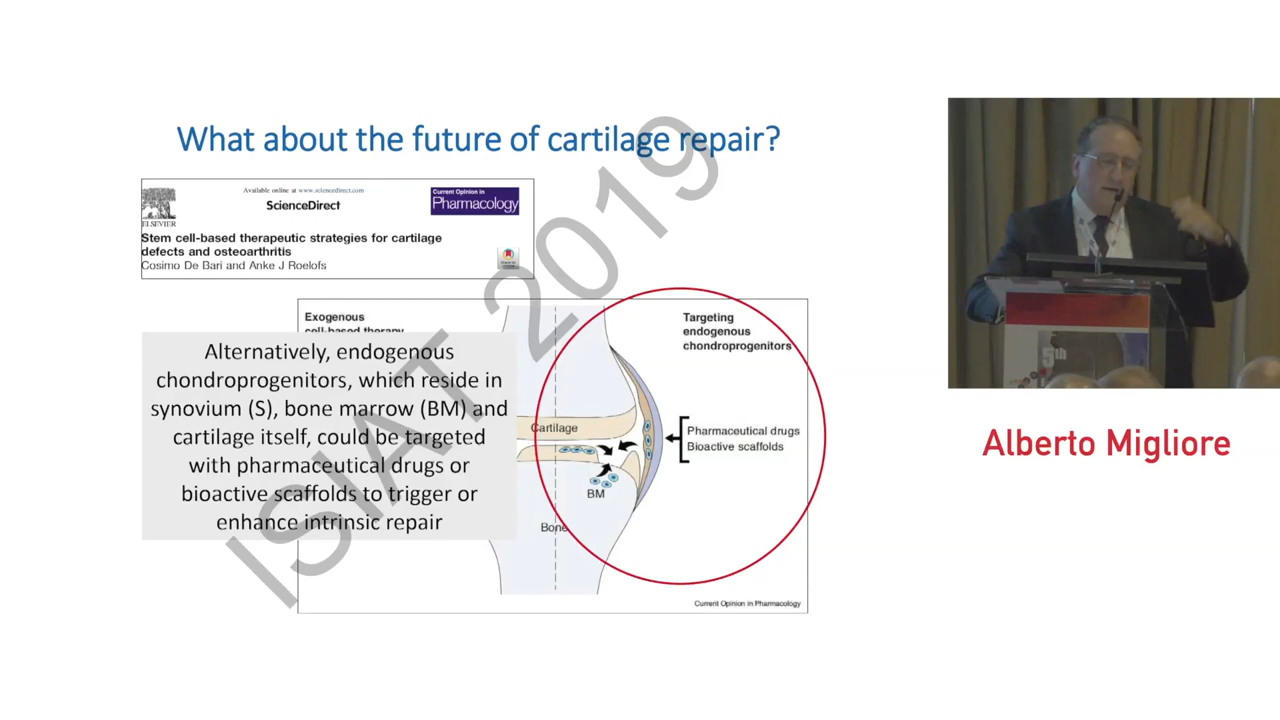 What about the future of cartilage repair?
ELSEVIER
Available online at www.sciencedirect.com
ScienceDirect
Current Opinion in
Pharmacology
Stem cell-based therapeutic strategies for cartilage
defects and osteoarthritis
Cosimo De Bari and Anke J Roelofs
Exogenous
cell-based therapy
Targeting
endogenous
chondroprogenitors
Alternatively, endogenous
chondroprogenitors, which reside in
synovium (S), bone marrow (BM) and
cartilage itself, could be targeted
with pharmaceutical drugs or
bioactive scaffolds to trigger or
enhance intrinsic repair
Cartilage
Pharmaceutical drugs
Bioactive scaffolds
BM
Bone
Current Opinion in Pharmacology
ISIAT 2019
5th
Alberto Migliore